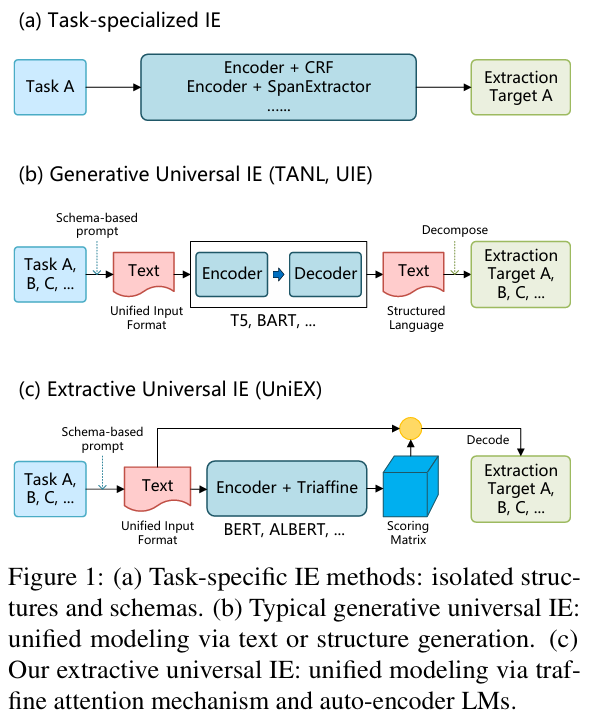 (a) Task-specialized IE
Task A
Encoder + CRF
Encoder + SpanExtractor
......
Extraction
Target A
(b) Generative Universal IE (TANL, UIE)
Schema-based
prompt
Decompose
Task A,
B, C, ...
Text
Encoder
Decoder
Text
Extraction
Target A,
B, C, ...
Unified Input
Format
T5, BART, ...
Structured
Language
(c) Extractive Universal IE (UniEX)
Schema-based
prompt
Decode
Task A,
B, C, ...
Text
Encoder + Triaffine
Extraction
Target A,
B, C, ...
Unified Input
Format
BERT, ALBERT, ...
Scoring
Matrix
Figure 1: (a) Task-specific IE methods: isolated struc-
tures and schemas. (b) Typical generative universal IE:
unified modeling via text or structure generation. (c)
Our extractive universal IE: unified modeling via traf-
fine attention mechanism and auto-encoder LMs.